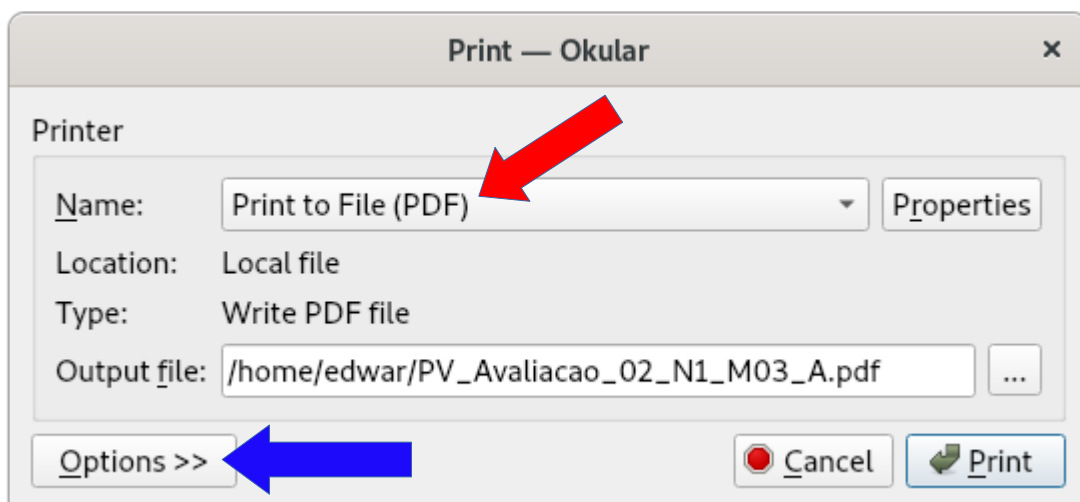 Print — Okular
Printer
Name: Print to File (PDF) Properties
Location: Local file
Type: Write PDF file
Output file: /home/edwar/PV_Avaliacao_02_N1_M03_A.pdf ...
Options >> Cancel Print